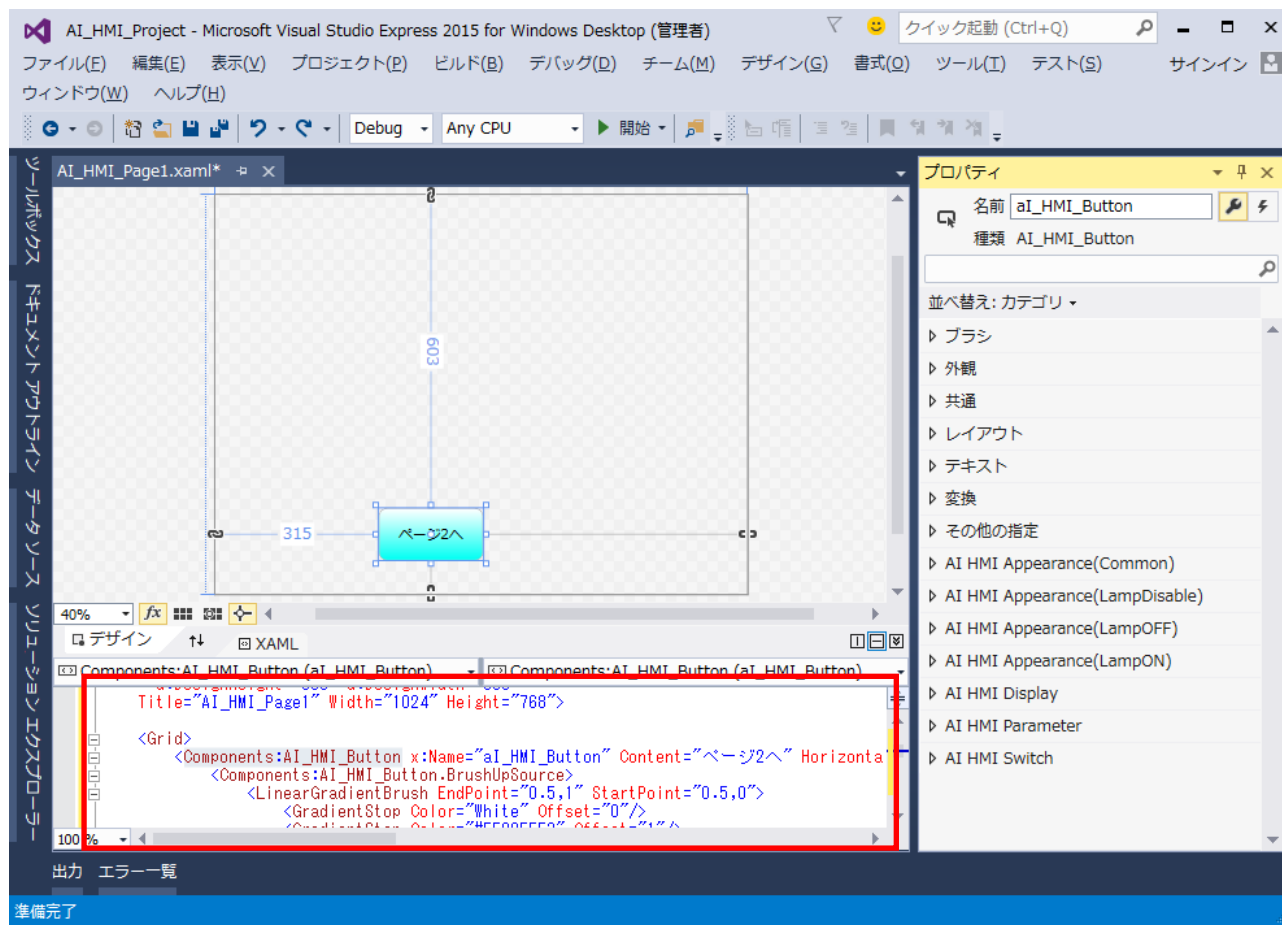 AI_HMI_Project - Microsoft Visual Studio Express 2015 for Windows Desktop (管理者)
クイック起動 (Ctrl+Q)
ファイル(F) 編集(E) 表示(V) プロジェクト(P) ビルド(B) デバッグ(D) チーム(M) デザイン(G) 書式(O) ツール(T) テスト(S) サインイン
ウィンドウ(W) ヘルプ(H)
Debug Any CPU 開始
ツールボックス
ドキュメント アウトライン
データ ソース
ソリューション エクスプローラー
AI_HMI_Page1.xaml*
603
315
ページ2へ
40% fx
デザイン XAML
Components:AI_HMI_Button (aI_HMI_Button) Components:AI_HMI_Button (aI_HMI_Button)
Title="AI_HMI_Page1" Width="1024" Height="768">
<Grid>
<Components:AI_HMI_Button x:Name="aI_HMI_Button" Content="ページ2へ" Horizonta
<Components:AI_HMI_Button.BrushUpSource>
<LinearGradientBrush EndPoint="0.5,1" StartPoint="0.5,0">
<GradientStop Color="White" Offset="0"/>
100 %
プロパティ
名前 aI_HMI_Button
種類 AI_HMI_Button
並べ替え: カテゴリ
ブラシ
外観
共通
レイアウト
テキスト
変換
その他の指定
AI HMI Appearance(Common)
AI HMI Appearance(LampDisable)
AI HMI Appearance(LampOFF)
AI HMI Appearance(LampON)
AI HMI Display
AI HMI Parameter
AI HMI Switch
出力 エラー一覧
準備完了